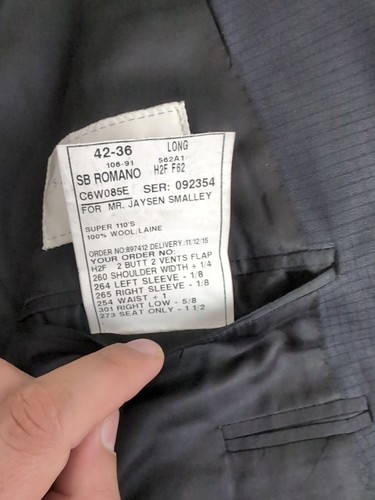 42-36 LONG
106-91 562A1
SB ROMANO H2F F62
C6W085E SER: 092354
FOR MR. JAYSEN SMALLEY
SUPER 110'S
100% WOOL, LAINE
ORDER NO:897412 DELIVERY:11/12/15
YOUR ORDER NO:
H2F 2 BUTT 2 VENTS FLAP
260 SHOULDER WIDTH + 1/4
264 LEFT SLEEVE - 1/8
265 RIGHT SLEEVE - 1/8
254 WAIST + 1
301 RIGHT LOW - 5/8
273 SEAT ONLY - 1 1/2